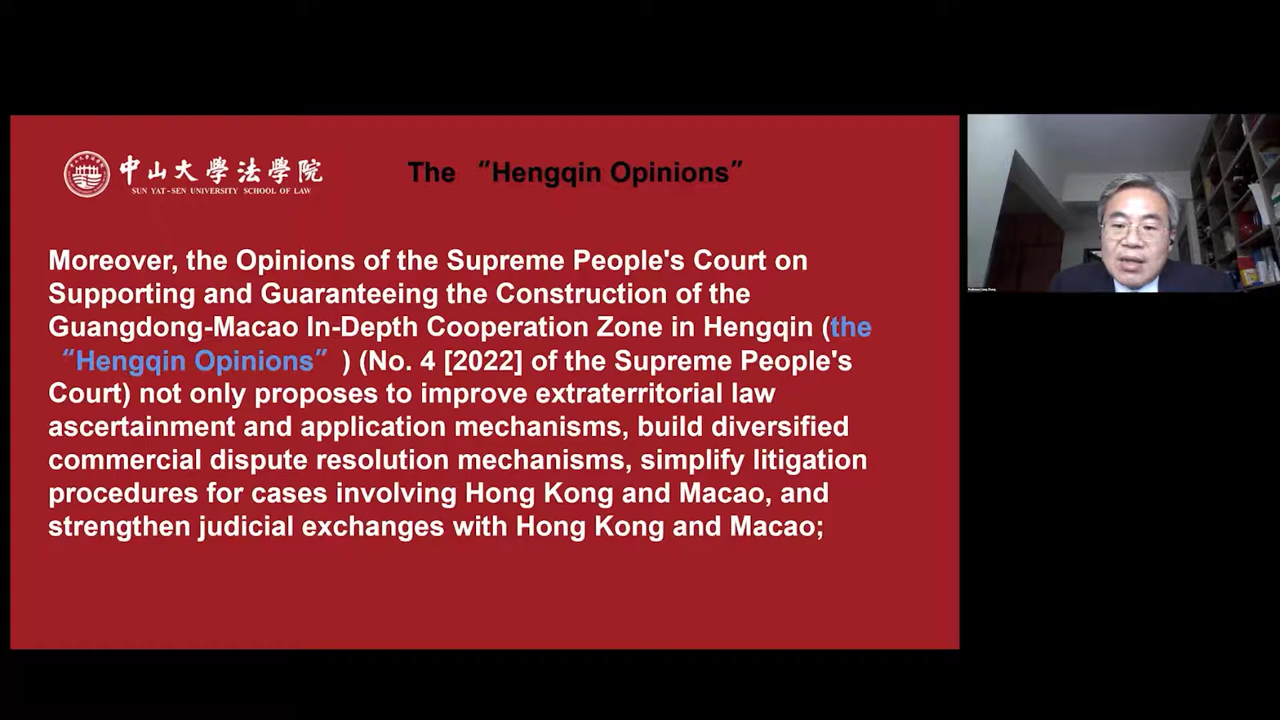 中山大學法學院
SUN YAT-SEN UNIVERSITY SCHOOL OF LAW
The “Hengqin Opinions”
Moreover, the Opinions of the Supreme People's Court on
Supporting and Guaranteeing the Construction of the
Guangdong-Macao In-Depth Cooperation Zone in Hengqin (the
“Hengqin Opinions” ) (No. 4 [2022] of the Supreme People's
Court) not only proposes to improve extraterritorial law
ascertainment and application mechanisms, build diversified
commercial dispute resolution mechanisms, simplify litigation
procedures for cases involving Hong Kong and Macao, and
strengthen judicial exchanges with Hong Kong and Macao;